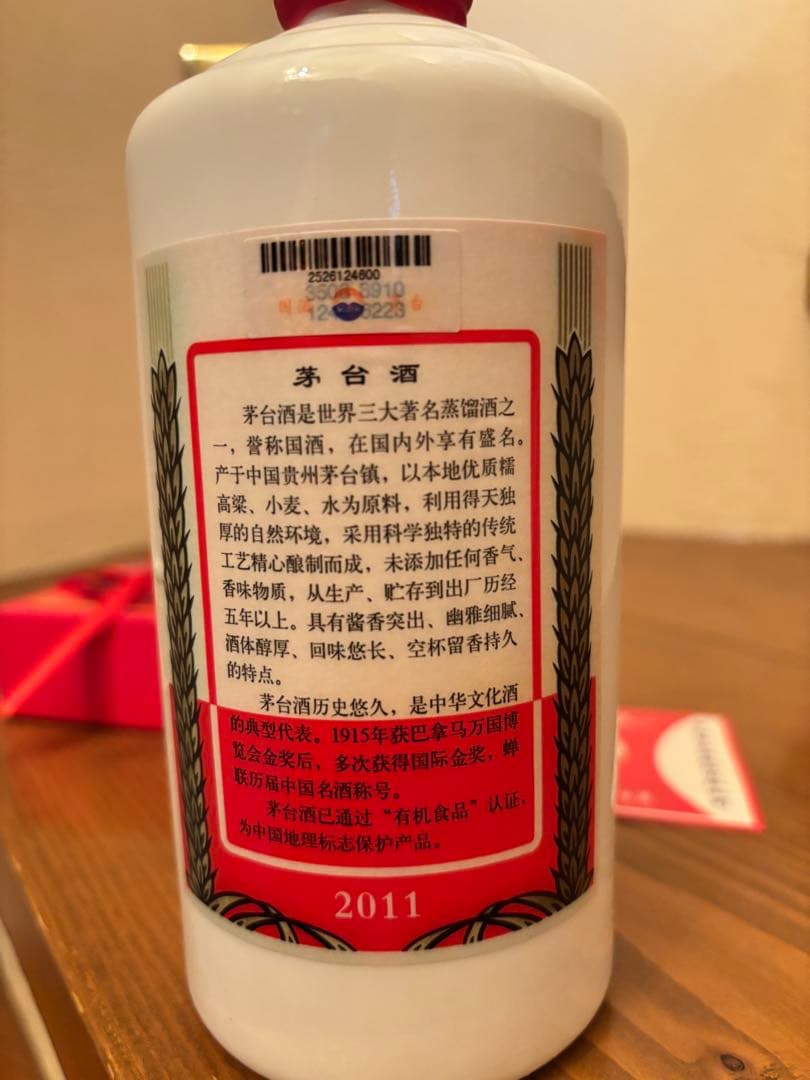 2526124600
茅台酒
茅台酒是世界三大著名蒸馏酒之
一，誉称国酒，在国内外享有盛名。
产于中国贵州茅台镇，以本地优质糯
高粱、小麦、水为原料，利用得天独
厚的自然环境，采用科学独特的传统
工艺精心酿制而成，未添加任何香气、
香味物质，从生产、贮存到出厂历经
五年以上。具有酱香突出、幽雅细腻、
酒体醇厚、回味悠长、空杯留香持久
的特点。
茅台酒历史悠久，是中华文化酒
的典型代表。1915年获巴拿马万国博
览会金奖后，多次获得国际金奖，蝉
联历届中国名酒称号。
茅台酒已通过“有机食品”认证，
为中国地理标志保护产品。
2011